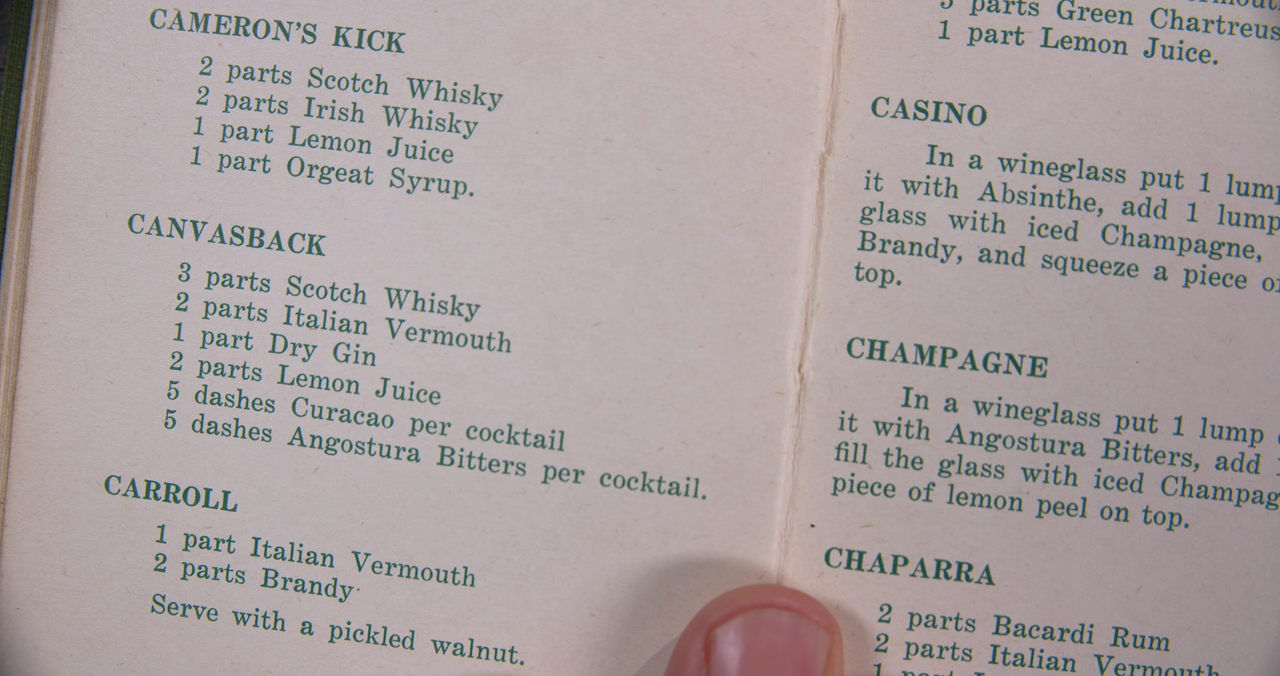 CAMERON'S KICK
2 parts Scotch Whisky
2 parts Irish Whisky
1 part Lemon Juice
1 part Orgeat Syrup.
CANVASBACK
3 parts Scotch Whisky
2 parts Italian Vermouth
1 part Dry Gin
2 parts Lemon Juice
5 dashes Curacao per cocktail
5 dashes Angostura Bitters per cocktail.
CARROLL
1 part Italian Vermouth
2 parts Brandy
Serve with a pickled walnut.
parts Green Chartreus
1 part Lemon Juice.
CASINO
In a wineglass put 1 lump
it with Absinthe, add 1 lump
glass with iced Champagne,
Brandy, and squeeze a piece
top.
CHAMPAGNE
In a wineglass put 1 lump
it with Angostura Bitters, add
fill the glass with iced Champag
piece of lemon peel on top.
CHAPARRA
2 parts Bacardi Rum
2 parts Italian Vermouth